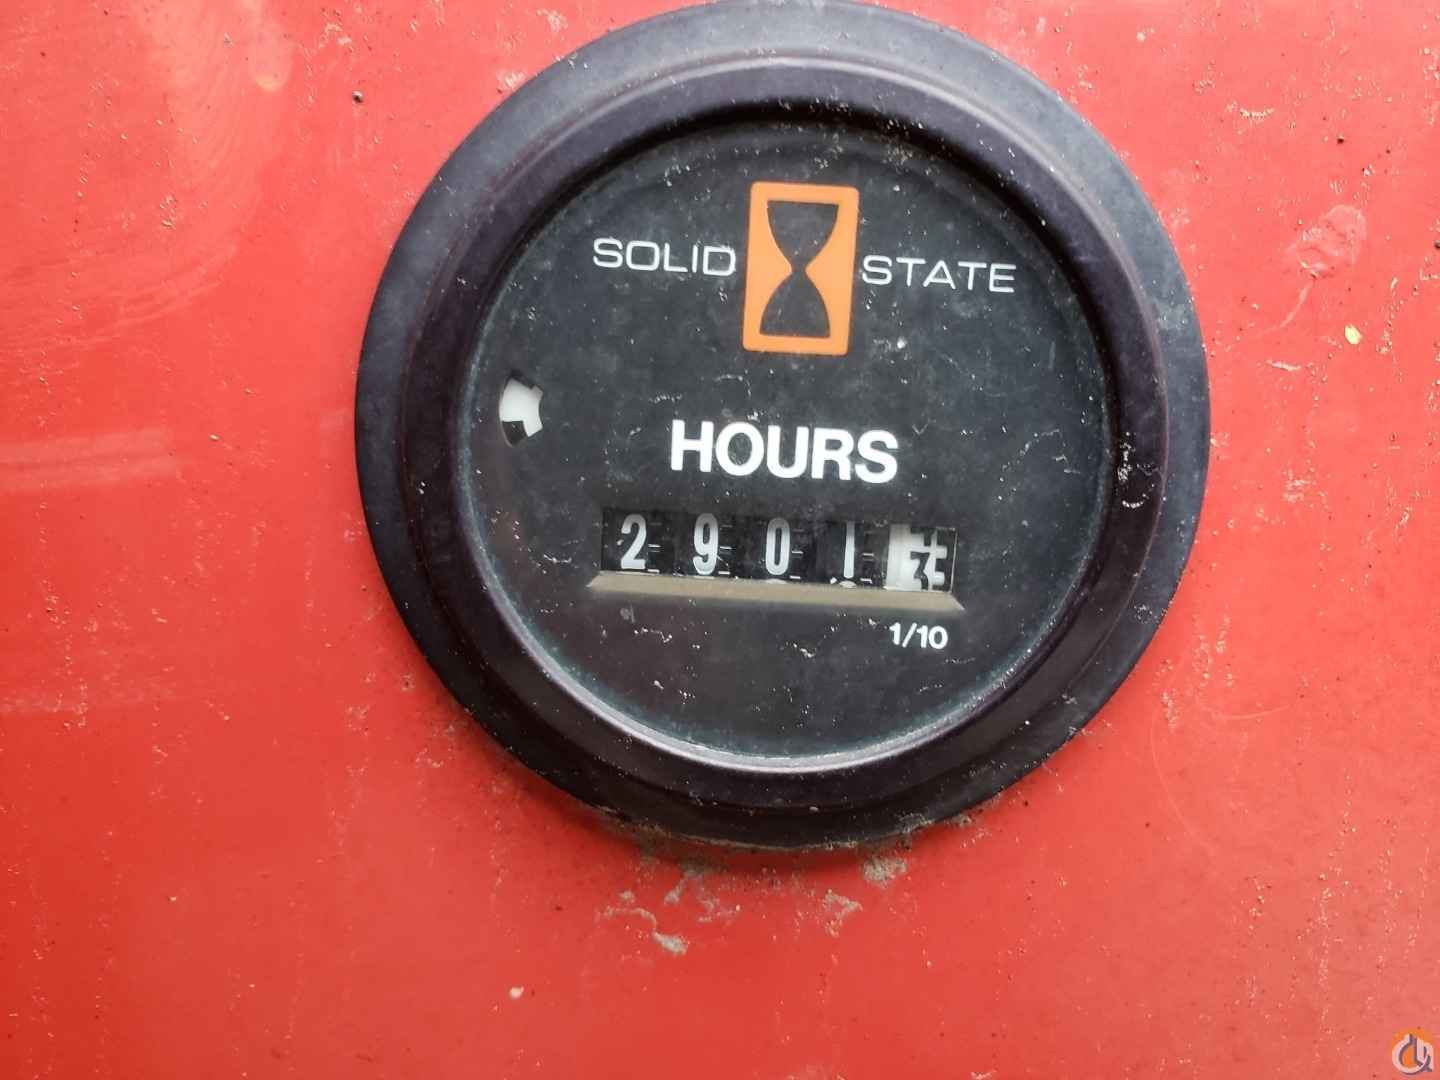 SOLID STATE
HOURS
2901
1/10